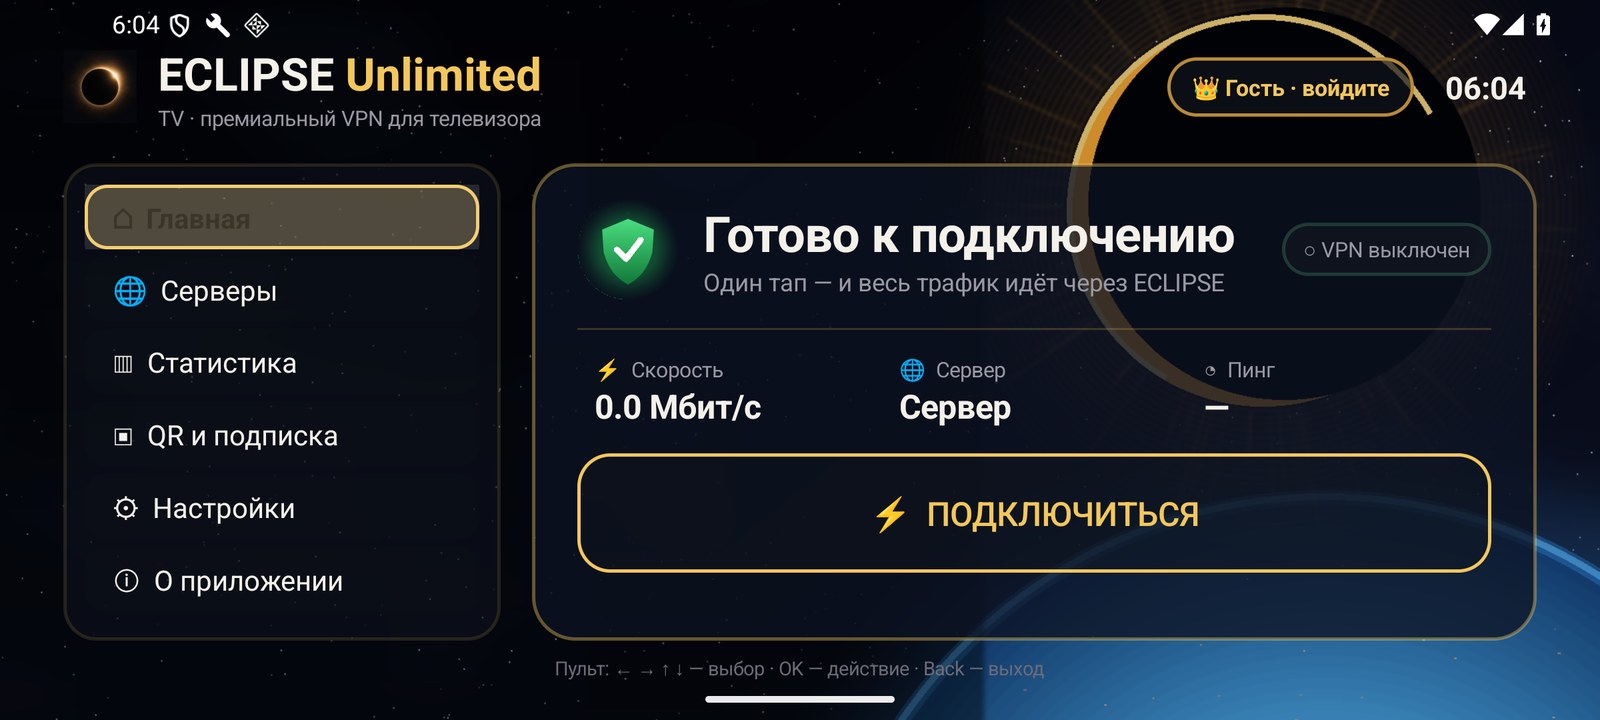 6:04
ECLIPSE Unlimited
TV · премиальный VPN для телевизора
👑 Гость · войдите
06:04
Главная
Серверы
Статистика
QR и подписка
Настройки
О приложении
Готово к подключению
Один тап — и весь трафик идёт через ECLIPSE
○ VPN выключен
⚡ Скорость
0.0 Мбит/с
Сервер
Сервер
Пинг
—
⚡ ПОДКЛЮЧИТЬСЯ
Пульт: ← → ↑ ↓ — выбор · OK — действие · Back — выход